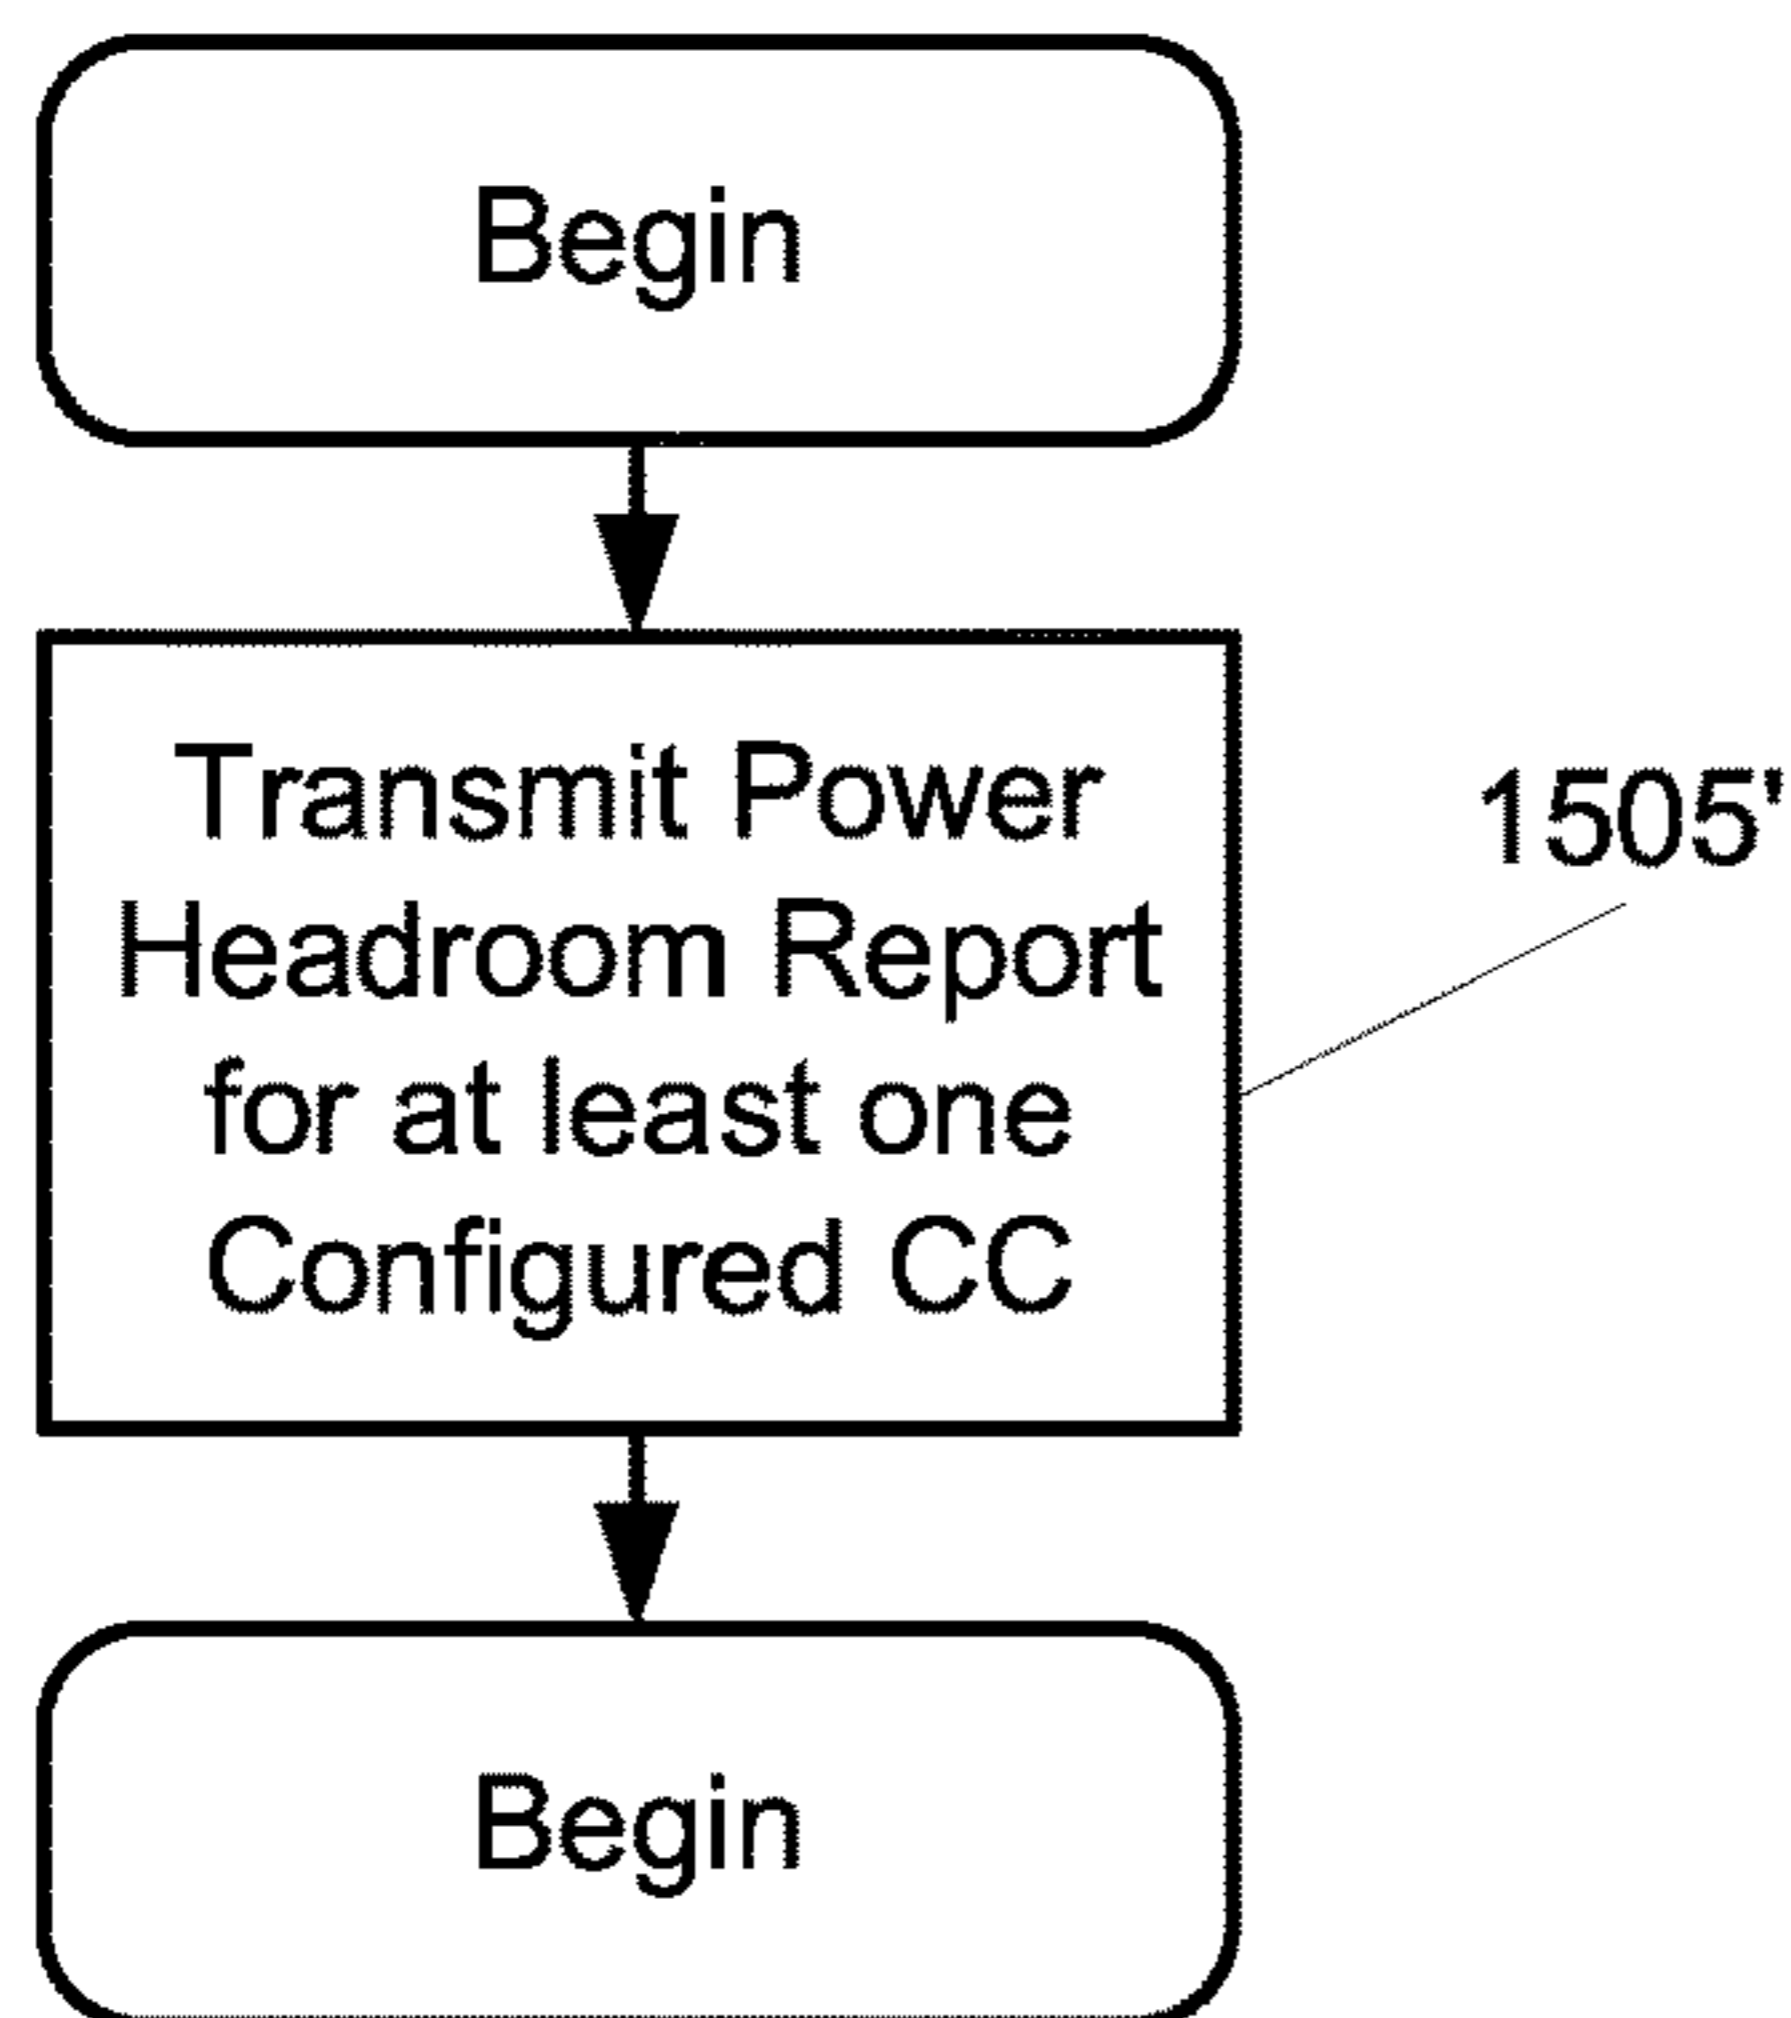 Begin
Transmit Power
Headroom Report
for at least one
Configured CC
1505'
Begin